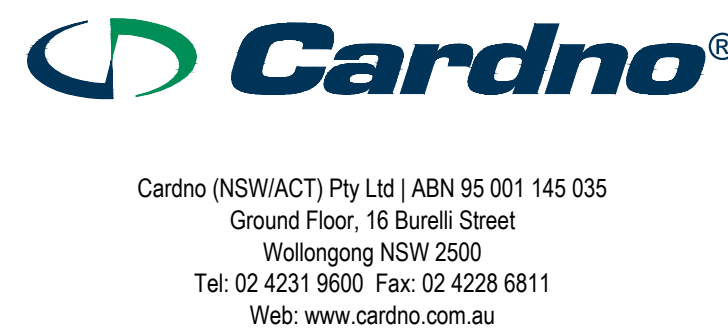 Cardno®
Cardno (NSW/ACT) Pty Ltd | ABN 95 001 145 035
Ground Floor, 16 Burelli Street
Wollongong NSW 2500
Tel: 02 4231 9600 Fax: 02 4228 6811
Web: www.cardno.com.au